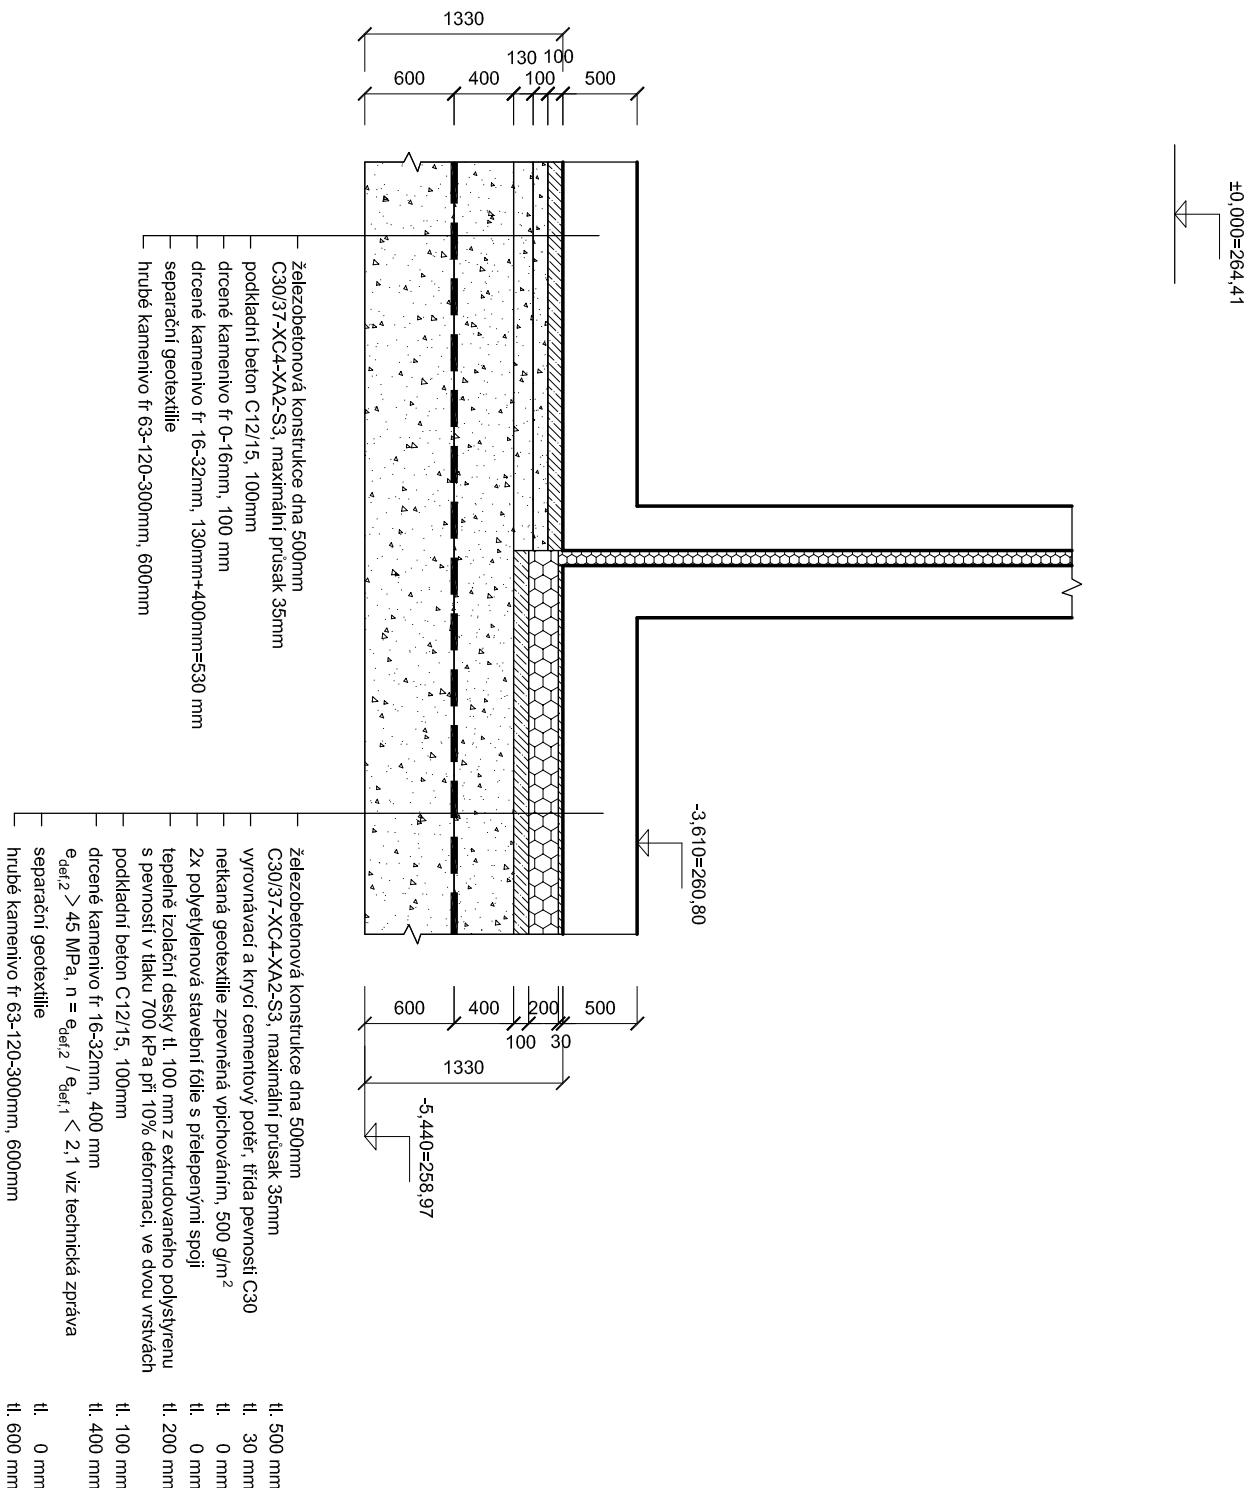 1330
130 100
600 400 100 500
±0,000=264,41
železobetonová konstrukce dna 500mm
C30/37-XC4-XA2-S3, maximální průsak 35mm
podkladní beton C12/15, 100mm
drcené kamenivo fr 0-16mm, 100 mm
drcené kamenivo fr 16-32mm, 130mm+400mm=530 mm
separační geotextilie
hrubé kamenivo fr 63-120-300mm, 600mm
-3,610=260,80
600 400 200 500
100 30
1330
-5,440=258,97
železobetonová konstrukce dna 500mm
C30/37-XC4-XA2-S3, maximální průsak 35mm tl. 500 mm
vyrovnávací a krycí cementový potěr, třída pevnosti C30 tl. 30 mm
netkaná geotextilie zpevněná vpichováním, 500 g/m² tl. 0 mm
2x polyetylenová stavební fólie s přelepenými spoji tl. 0 mm
tepelně izolační desky tl. 100 mm z extrudovaného polystyrenu tl. 200 mm
s pevností v tlaku 700 kPa při 10% deformaci, ve dvou vrstvách
podkladní beton C12/15, 100mm tl. 100 mm
drcené kamenivo fr 16-32mm, 400 mm tl. 400 mm
e def,2 > 45 MPa, n = e def,2 / e def,1 < 2,1 viz technická zpráva
separační geotextilie tl. 0 mm
hrubé kamenivo fr 63-120-300mm, 600mm tl. 600 mm